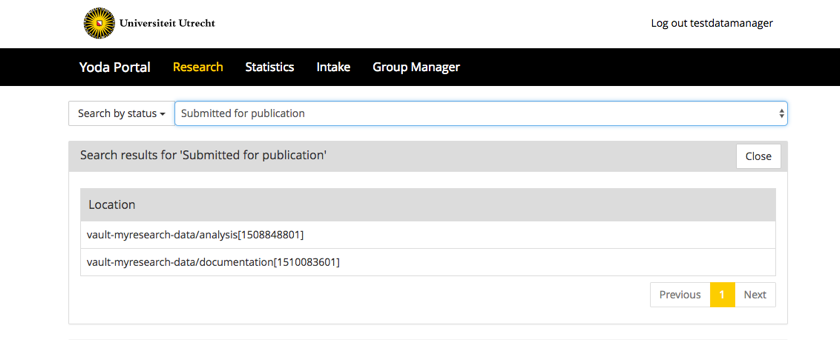 Universiteit Utrecht
Log out testdatamanager
Yoda Portal Research Statistics Intake Group Manager
Search by status Submitted for publication
Search results for 'Submitted for publication' Close
Location
vault-myresearch-data/analysis[1508848801]
vault-myresearch-data/documentation[1510083601]
Previous 1 Next